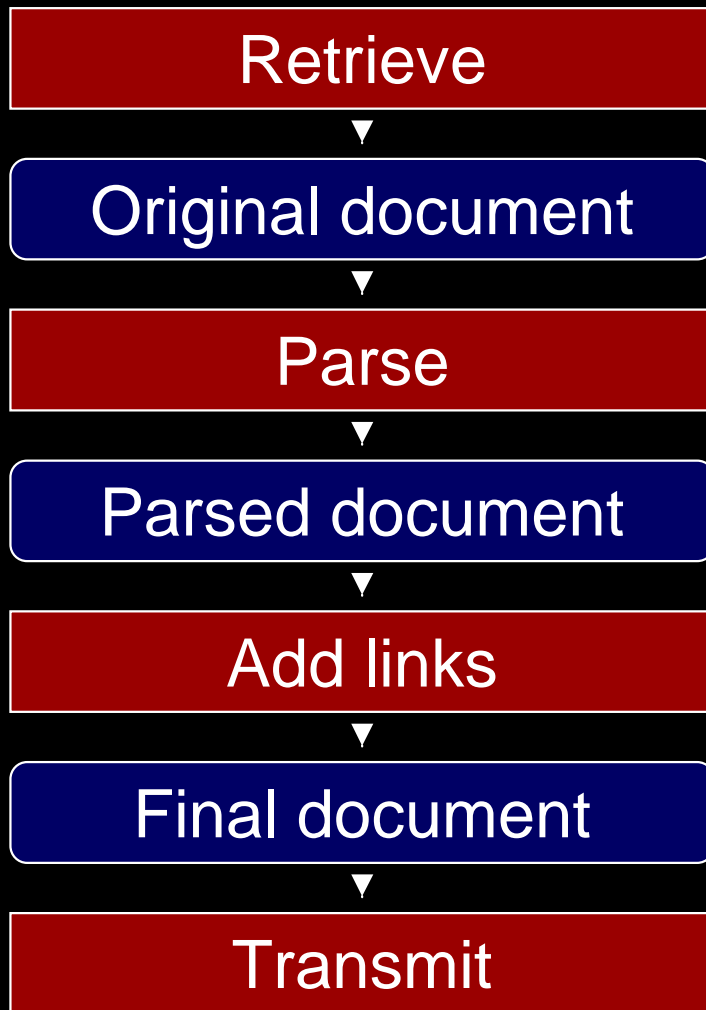 Retrieve
Original document
Parse
Parsed document
Add links
Final document
Transmit